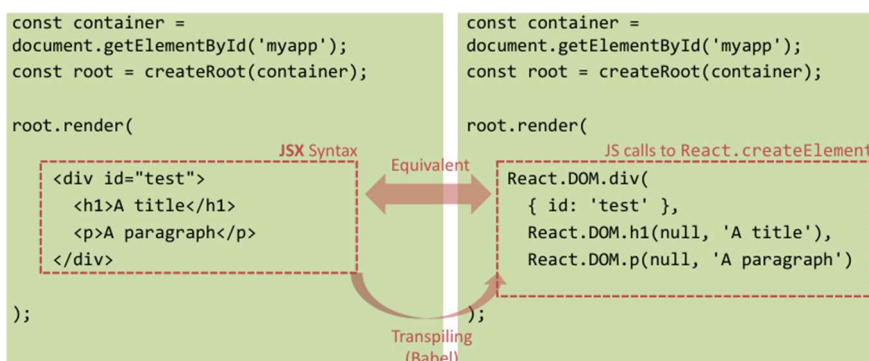 const container =
document.getElementById('myapp');
const root = createRoot(container);
root.render(
JSX Syntax
<div id="test">
<h1>A title</h1>
<p>A paragraph</p>
</div>
);
Equivalent
Transpiling
(Babel)
const container =
document.getElementById('myapp');
const root = createRoot(container);
root.render(
JS calls to React.createElement
React.DOM.div(
{ id: 'test' },
React.DOM.h1(null, 'A title'),
React.DOM.p(null, 'A paragraph')
);